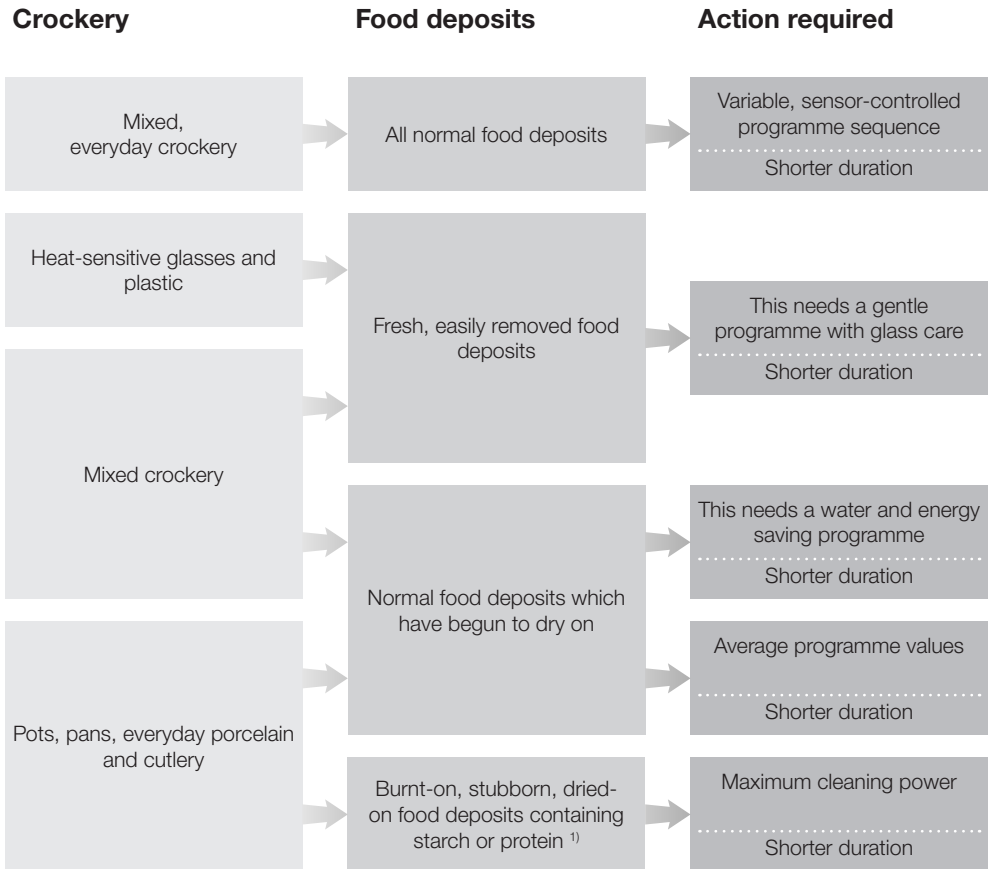 Crockery
Food deposits
Action required
Mixed,
everyday crockery
All normal food deposits
Variable, sensor-controlled
programme sequence
Shorter duration
Heat-sensitive glasses and
plastic
Fresh, easily removed food
deposits
This needs a gentle
programme with glass care
Shorter duration
Mixed crockery
Normal food deposits which
have begun to dry on
This needs a water and energy
saving programme
Shorter duration
Average programme values
Shorter duration
Pots, pans, everyday porcelain
and cutlery
Burnt-on, stubborn, dried-
on food deposits containing
starch or protein 1)
Maximum cleaning power
Shorter duration